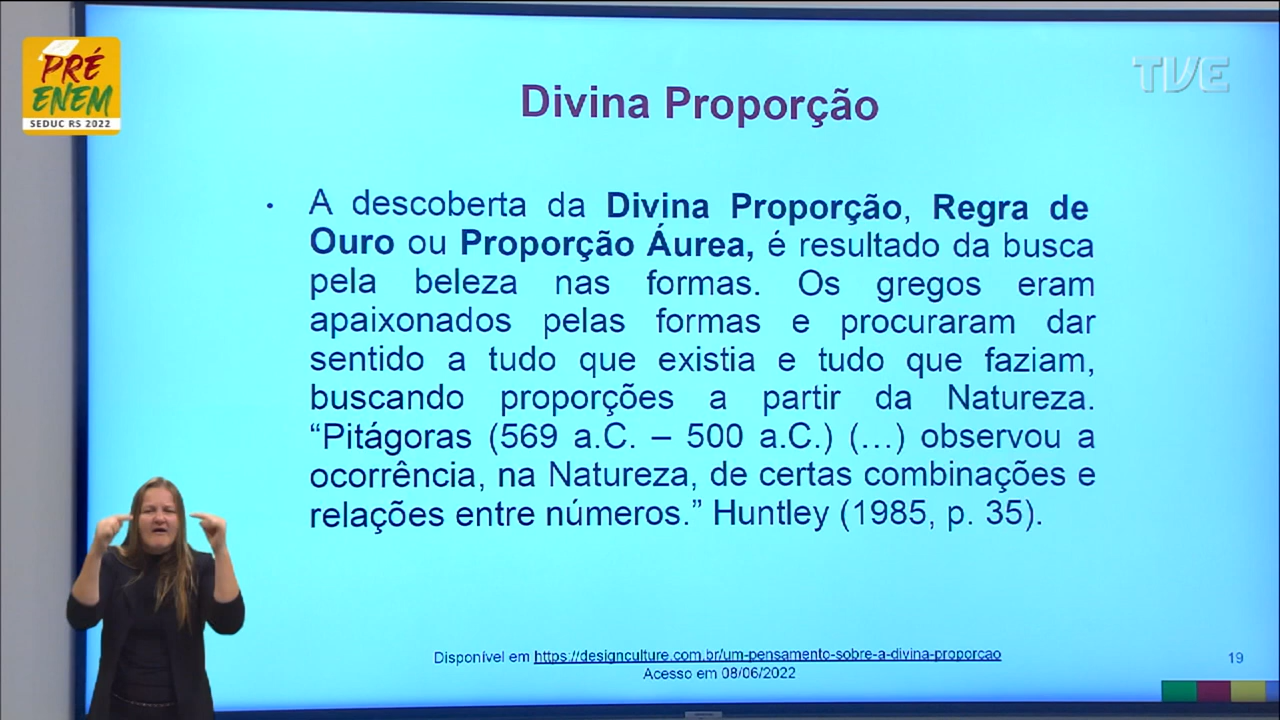 PRÉ
ENEM
SEDUC RS 2022
TVE
Divina Proporção
• A descoberta da Divina Proporção, Regra de
Ouro ou Proporção Áurea, é resultado da busca
pela beleza nas formas. Os gregos eram
apaixonados pelas formas e procuraram dar
sentido a tudo que existia e tudo que faziam,
buscando proporções a partir da Natureza.
“Pitágoras (569 a.C. – 500 a.C.) (...) observou a
ocorrência, na Natureza, de certas combinações e
relações entre números.” Huntley (1985, p. 35).
Disponível em https://designculture.com.br/um-pensamento-sobre-a-divina-proporcao
Acesso em 08/06/2022
19